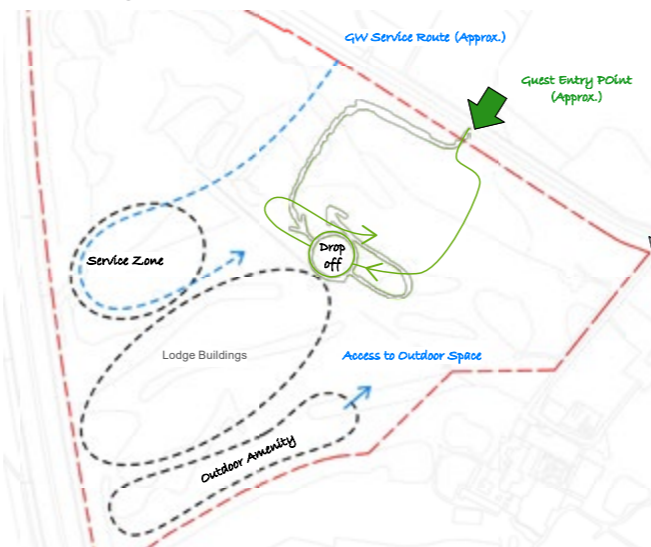 GW Service Route (Approx.)
Guest Entry POint
(Approx.)
Drop
off
Service Zone
Lodge Buildings
Access to Outdoor Space
Outdoor Amenity